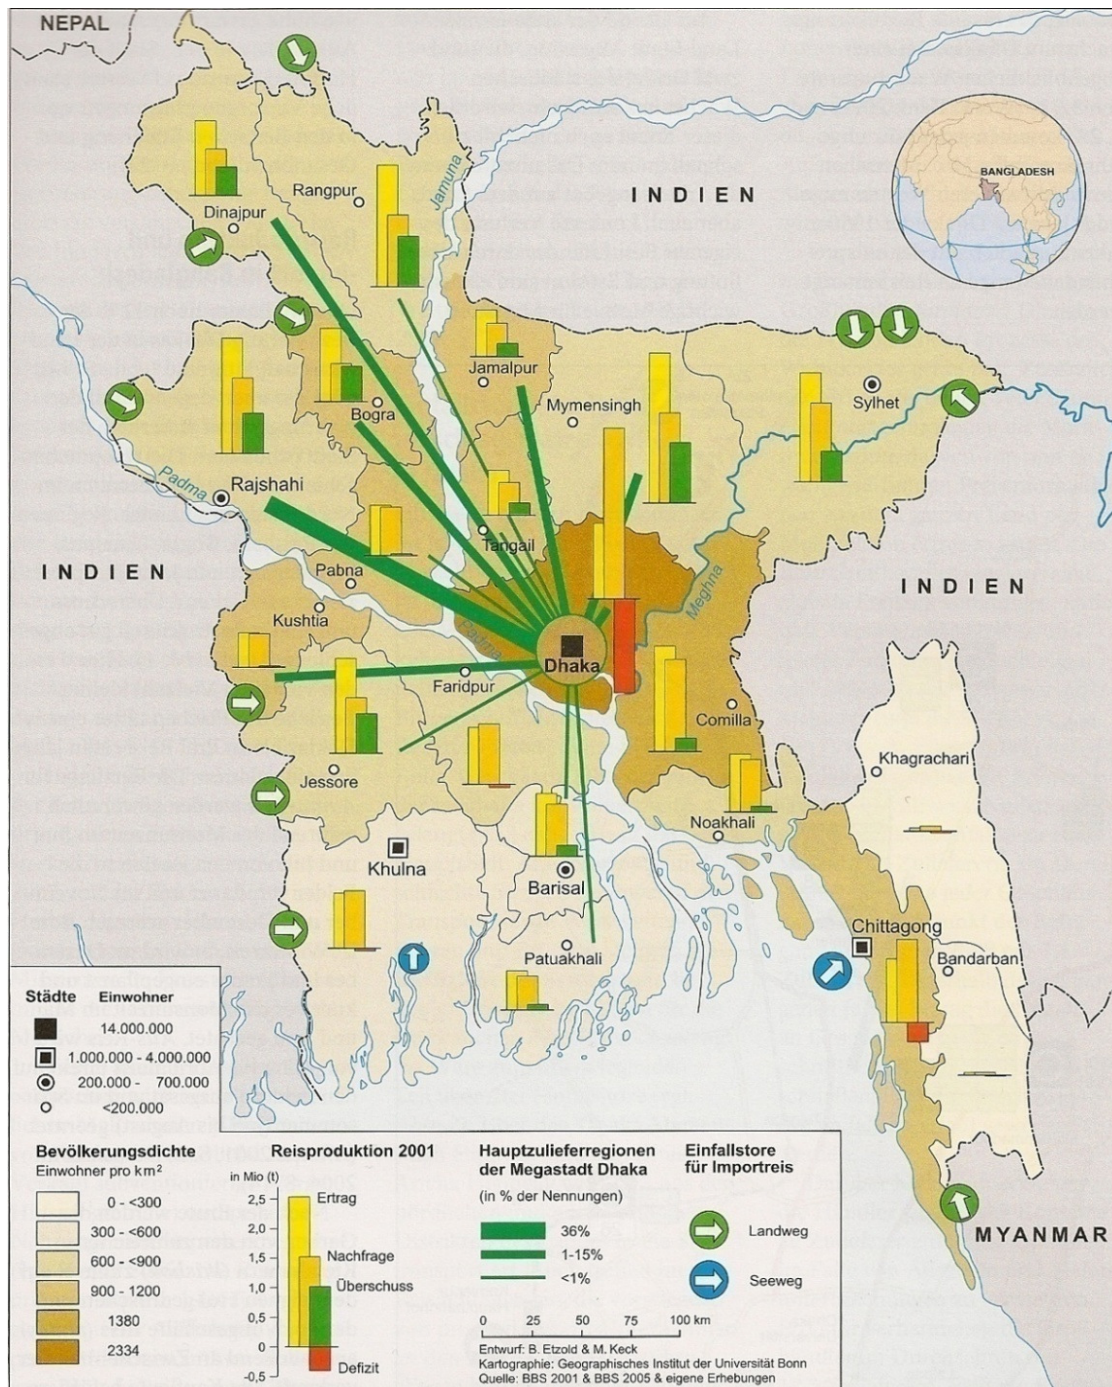 NEPAL
BANGLADESH
INDIEN
Jamuna
Rangpur
Dinajpur
Jamalpur
Mymensingh
Sylhet
Bogra
Padma
Rajshahi
Tangail
INDIEN
Pabna
Meghna
INDIEN
Kushtia
Padma
Dhaka
Faridpur
Comilla
Jessore
Khagrachari
Noakhali
Khulna
Barisal
Chittagong
Patuakhali
Bandarban
MYANMAR
Städte Einwohner
14.000.000
1.000.000 - 4.000.000
200.000 - 700.000
<200.000
Bevölkerungsdichte
Einwohner pro km²
0 - <300
300 - <600
600 - <900
900 - 1200
1380
2334
Reisproduktion 2001
in Mio (t)
2,5
2,0
1,5
1,0
0,5
0
-0,5
Ertrag
Nachfrage
Überschuss
Defizit
Hauptzulieferregionen
der Megastadt Dhaka
(in % der Nennungen)
36%
1-15%
<1%
0 25 50 75 100 km
Einfallstore
für Importreis
Landweg
Seeweg
Entwurf: B. Etzold & M. Keck
Kartographie: Geographisches Institut der Universität Bonn
Quelle: BBS 2001 & BBS 2005 & eigene Erhebungen